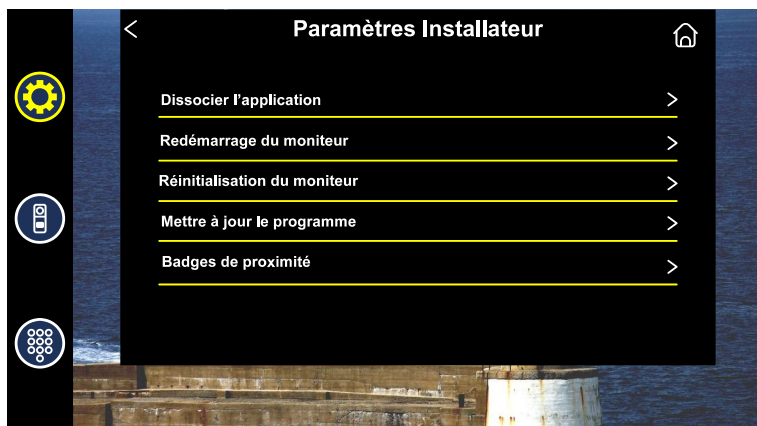 Paramètres Installateur
Dissocier l'application
Redémarrage du moniteur
Réinitialisation du moniteur
Mettre à jour le programme
Badges de proximité